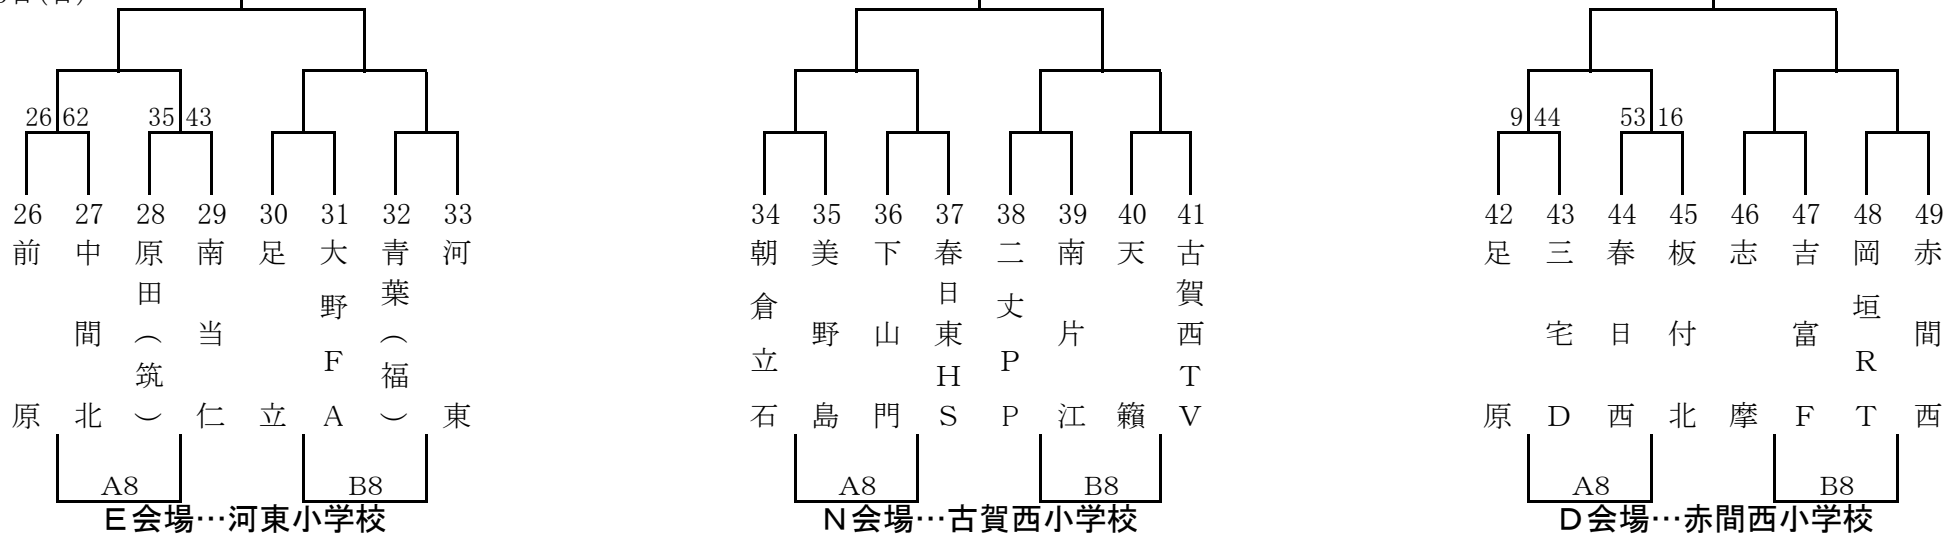 26 62 35 43 9 44 53 16
26 27 28 29 30 31 32 33 34 35 36 37 38 39 40 41 42 43 44 45 46 47 48 49
前原
中間北
原田（筑）
南当仁
足立
大野FA
青葉（福）
河東
朝倉立石
美野島
下山門
春日東HS
二丈PP
南片江
天籟
古賀西TV
足原
三宅D
春日西
板付北
志摩
吉富F
岡垣RT
赤間西
A8 B8 A8 B8 A8 B8
E会場…河東小学校 N会場…古賀西小学校 D会場…赤間西小学校